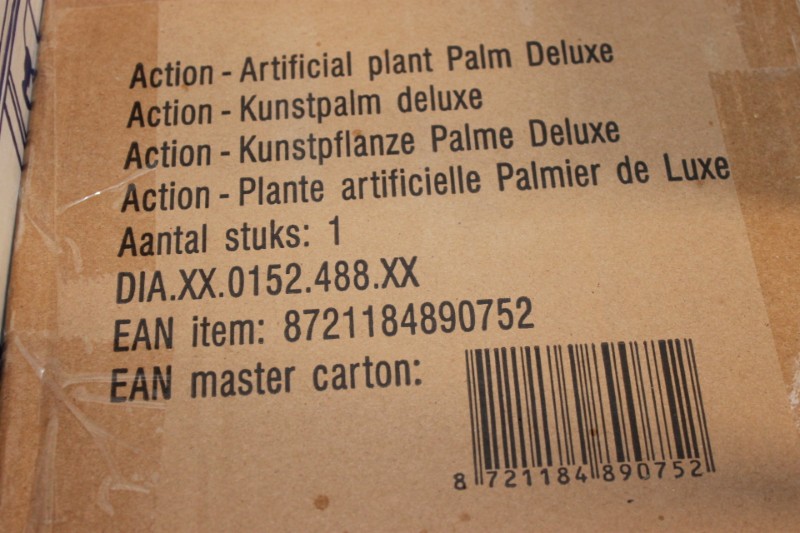 Action - Artificial plant Palm Deluxe
Action - Kunstpalm deluxe
Action - Kunstpflanze Palme Deluxe
Action - Plante artificielle Palmier de Luxe
Aantal stuks: 1
DIA.XX.0152.488.XX
EAN item: 8721184890752
EAN master carton:
8 721184 890752